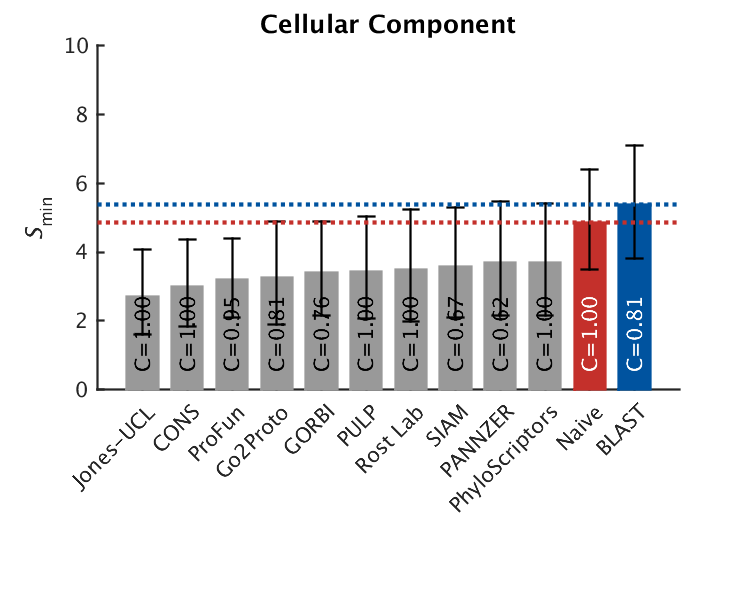 Cellular Component
10
8
6
4
2
0
Smin
C=1.00
C=1.00
C=0.95
C=0.81
C=0.76
C=1.00
C=1.00
C=0.67
C=0.62
C=1.00
C=1.00
C=0.81
Jones-UCL
CONS
ProFun
Go2Proto
GORBI
PULP
Rost Lab
SIAM
PANNZER
PhyloScriptors
Naive
BLAST